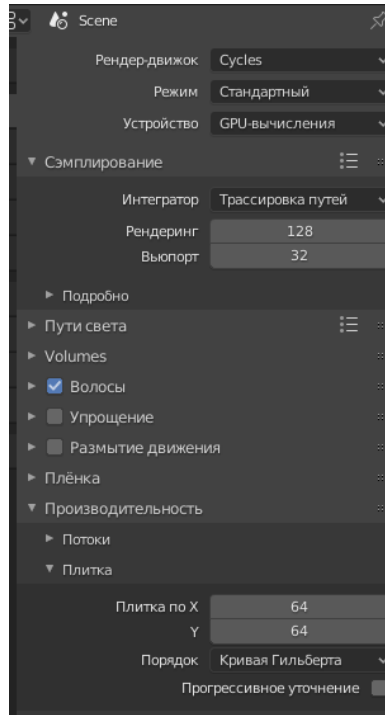 Scene
Рендер-движок Cycles
Режим Стандартный
Устройство GPU-вычисления
Сэмплирование
Интегратор Трассировка путей
Рендеринг 128
Вьюпорт 32
Подробно
Пути света
Volumes
Волосы
Упрощение
Размытие движения
Плёнка
Производительность
Потоки
Плитка
Плитка по X 64
Y 64
Порядок Кривая Гильберта
Прогрессивное уточнение